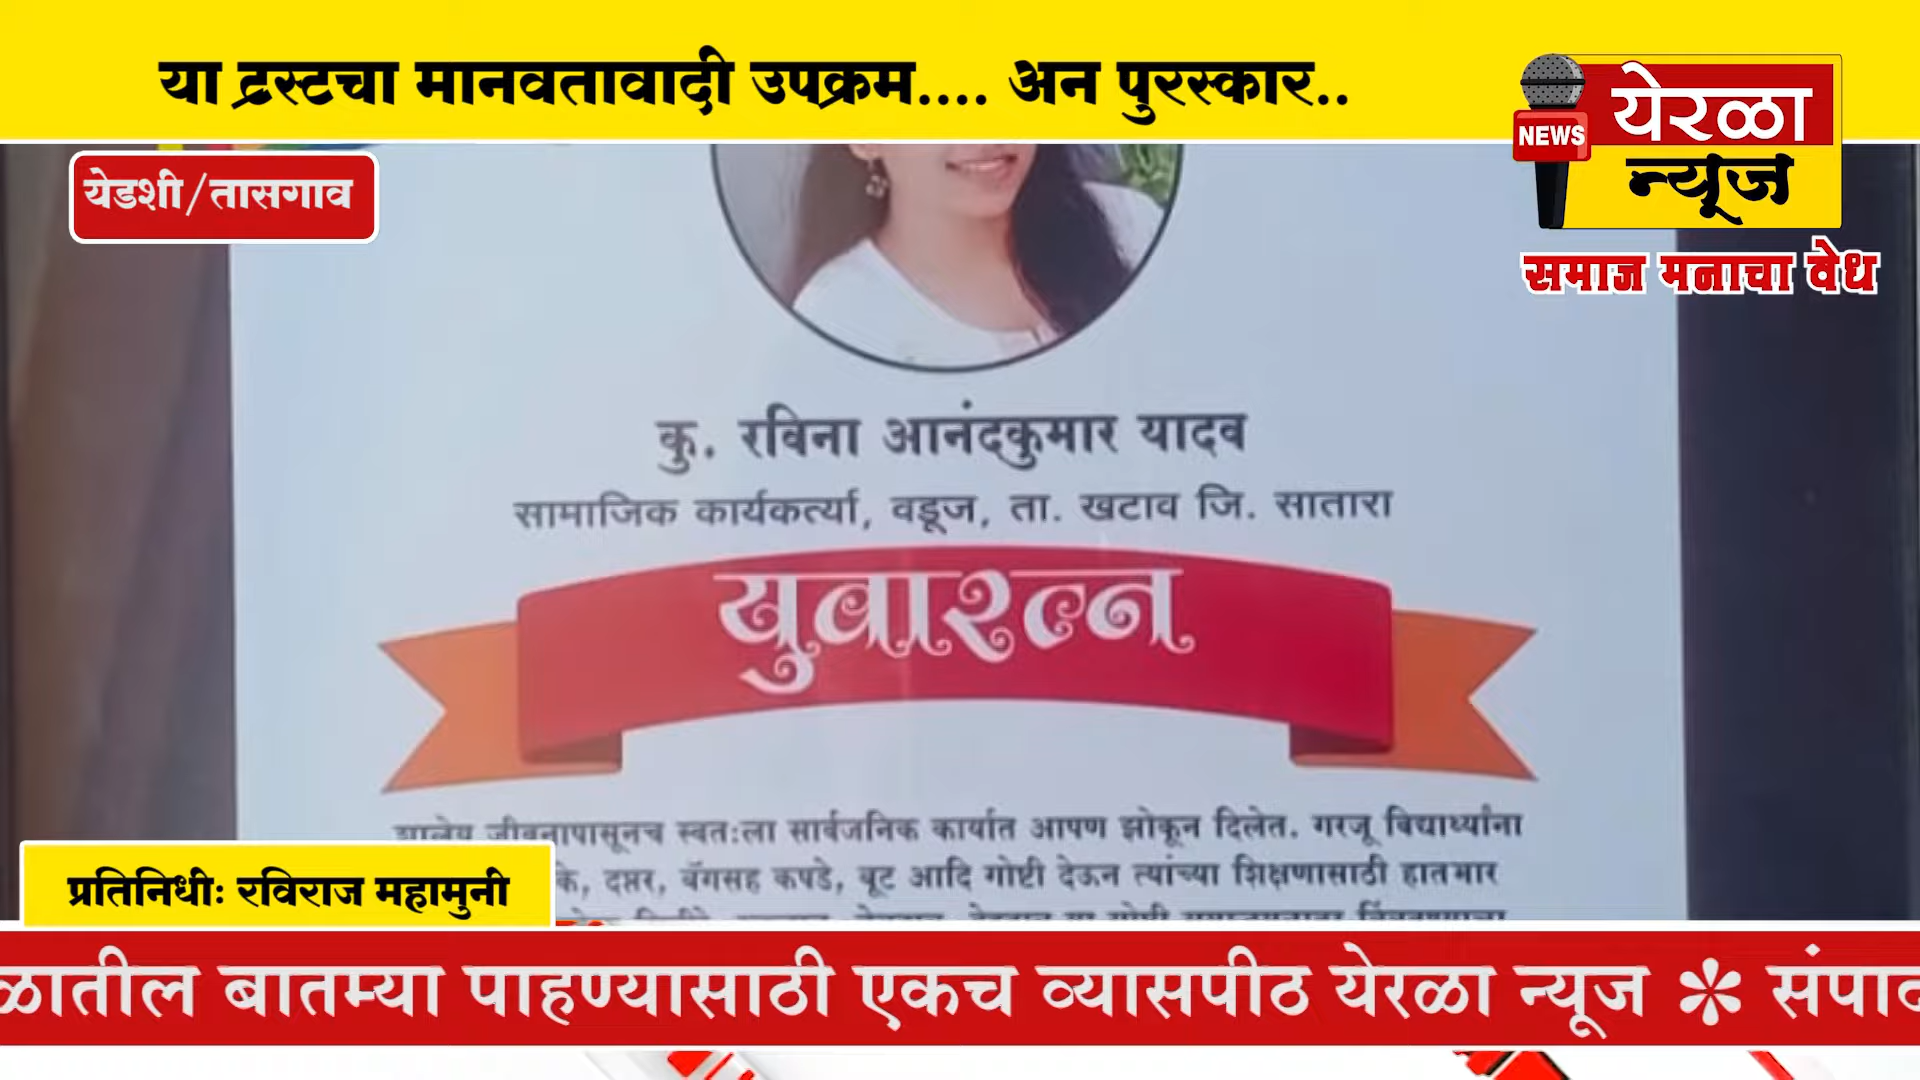 या ट्रस्टचा मानवतावादी उपक्रम.... अन पुरस्कार..
NEWS
येरळा
न्यूज
समाज मनाचा वेध
येडशी/तासगाव
कु. रविना आनंदकुमार यादव
सामाजिक कार्यकर्त्या, वडूज, ता. खटाव जि. सातारा
युवारत्न
जीवनापासूनच स्वतःला सार्वजनिक कार्यात आपण झोकून दिलेत. गरजू विद्यार्थ्यांना
के, दप्तर, बॅगसह कपडे, बूट आदि गोष्टी देऊन त्यांच्या शिक्षणासाठी हातभार
प्रतिनिधीः रविराज महामुनी
ळातील बातम्या पाहण्यासाठी एकच व्यासपीठ येरळा न्यूज * संपाद